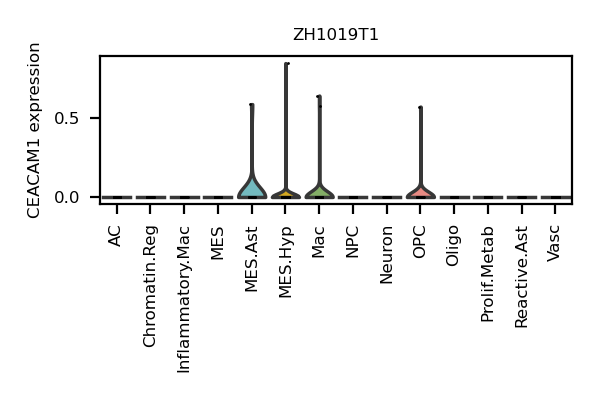 ZH1019T1
CEACAM1 expression
0.5
0.0
AC
Chromatin.Reg
Inflammatory.Mac
MES
MES.Ast
MES.Hyp
Mac
NPC
Neuron
OPC
Oligo
Prolif.Metab
Reactive.Ast
Vasc